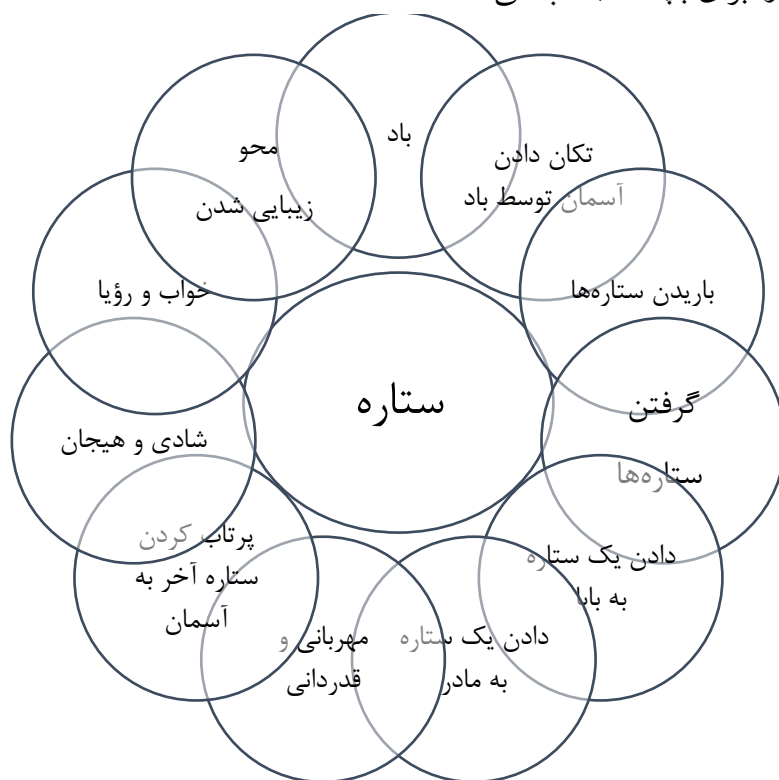 باد
تکان دادن
آسمان توسط باد
باریدن ستاره‌ها
گرفتن
ستاره‌ها
دادن یک ستاره
به بابا
دادن یک ستاره
به مادر
مهربانی و
قدردانی
پرتاب کردن
ستاره آخر به
آسمان
شادی و هیجان
خواب و رؤیا
محو
زیبایی شدن
ستاره